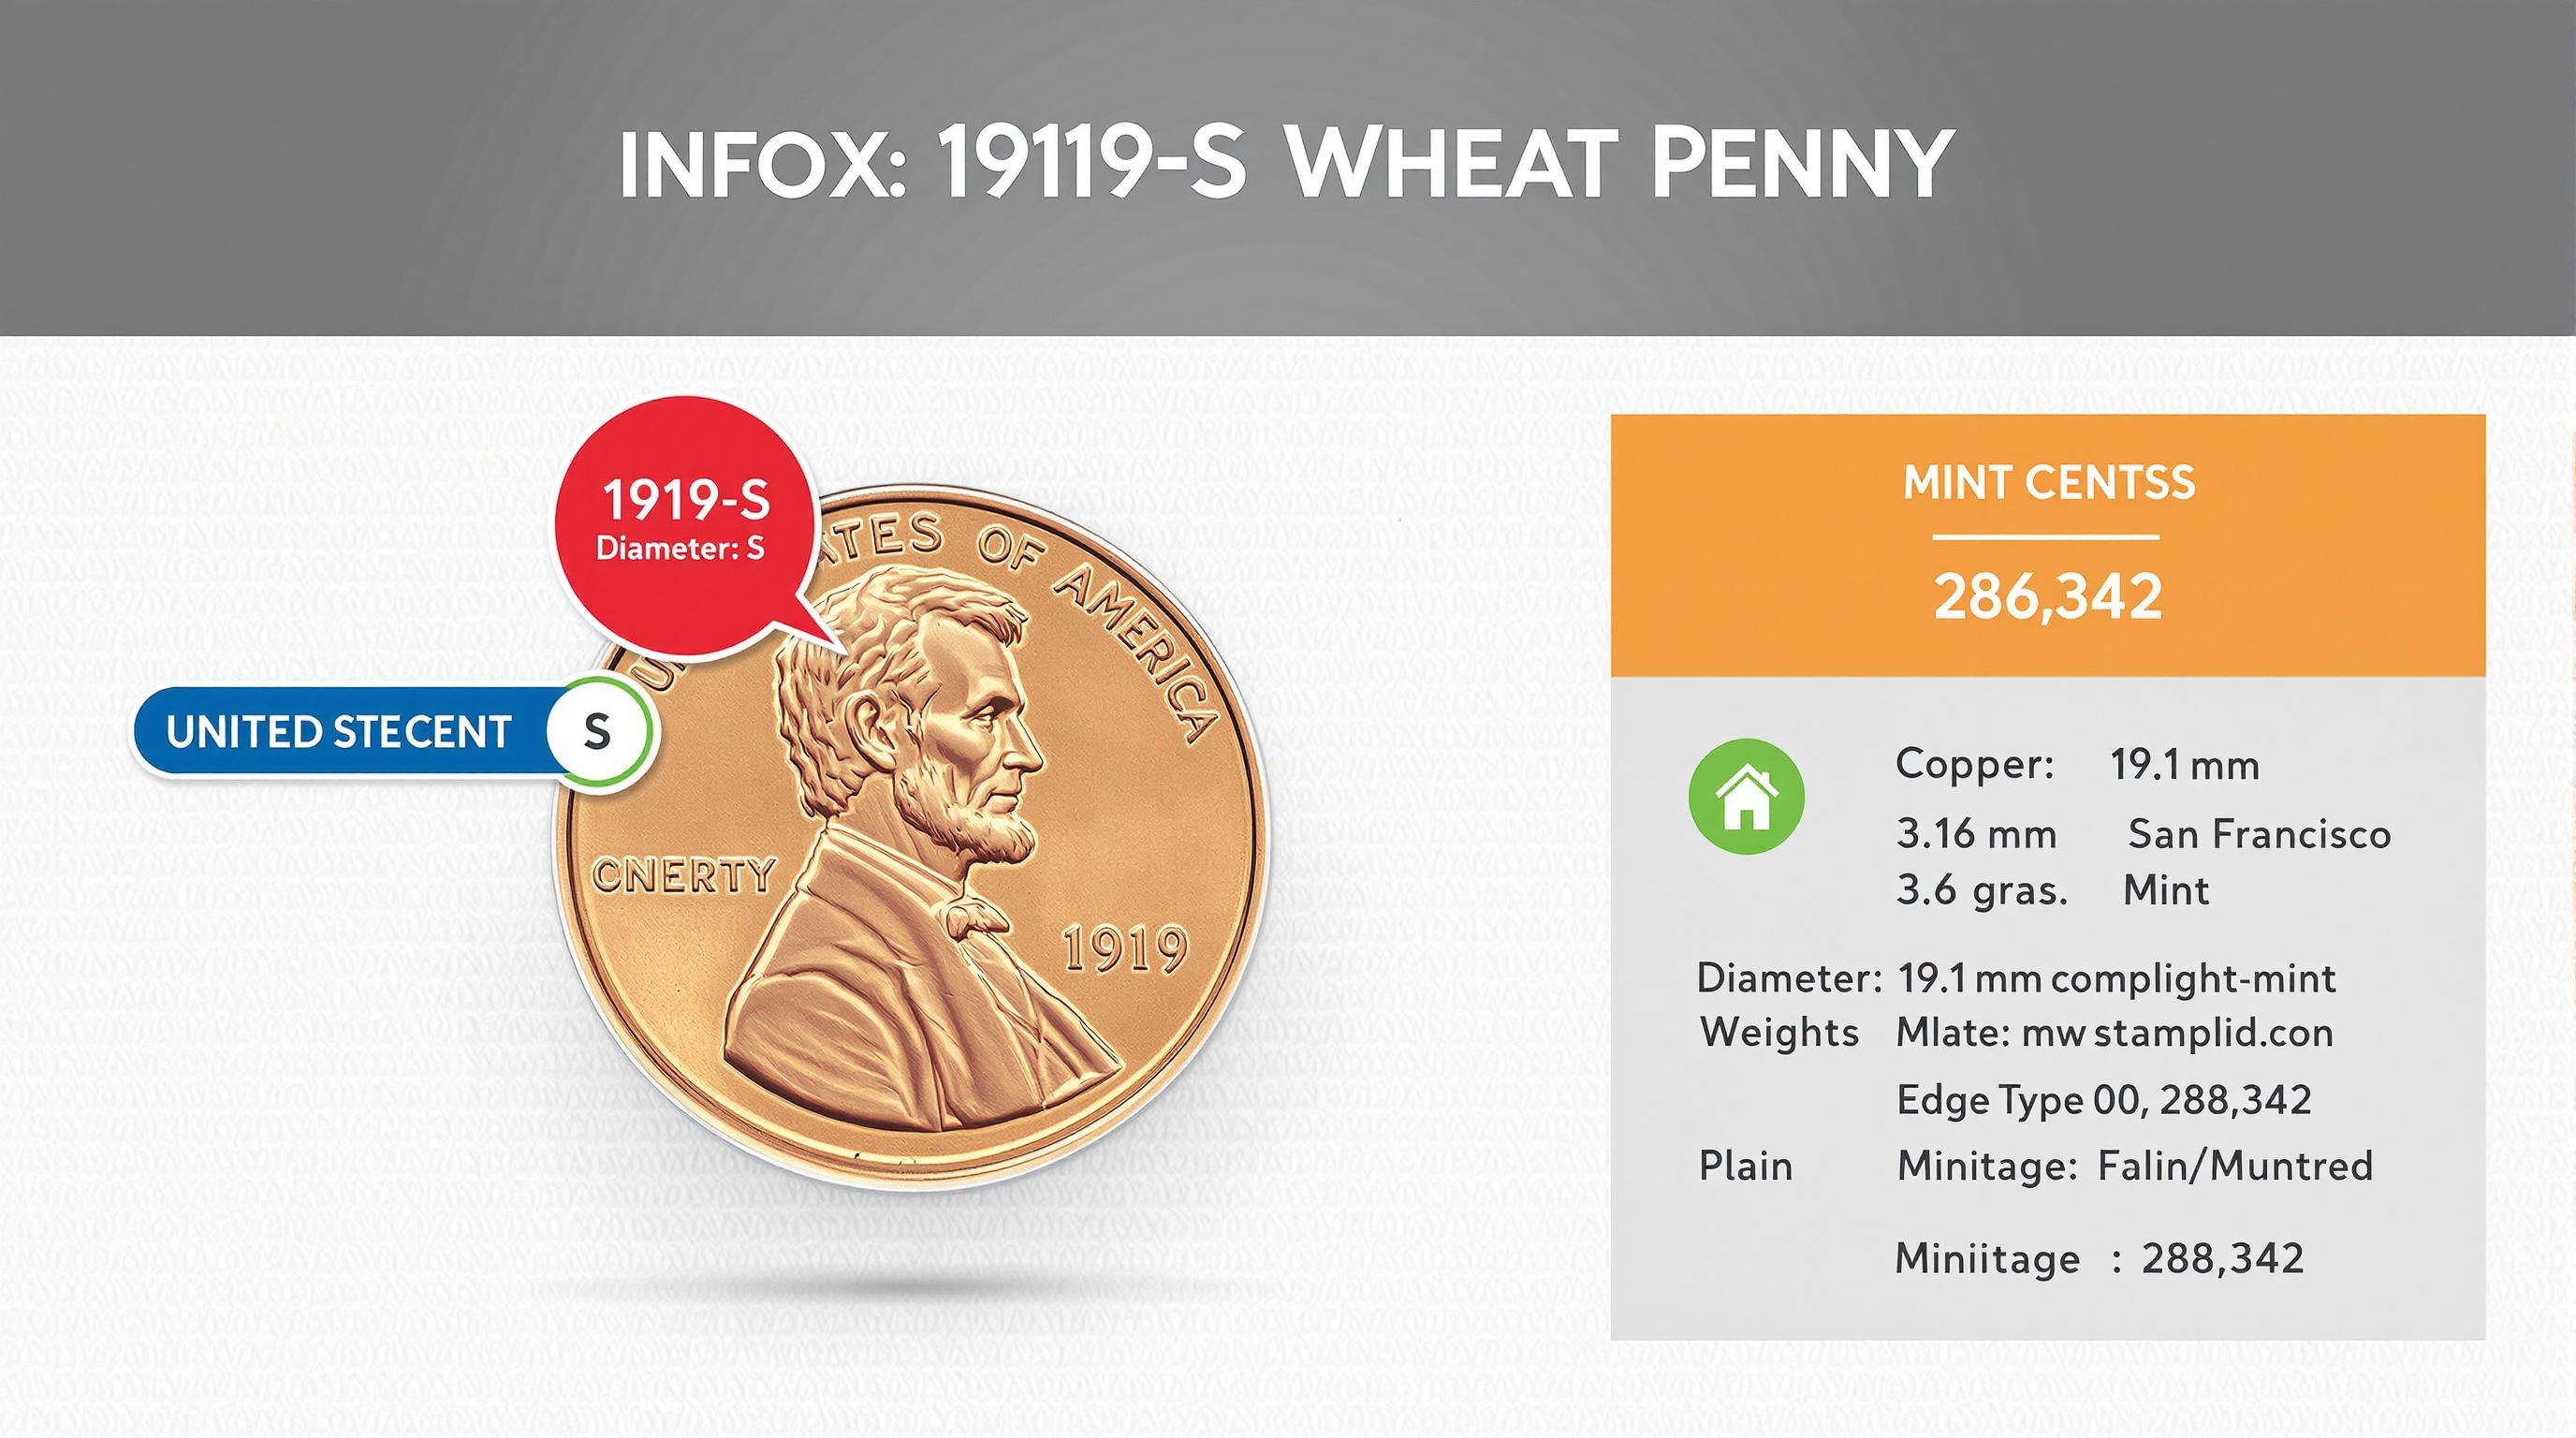 INFOX: 19119-S WHEAT PENNY
1919-S
Diameter: S
UNITED STECENT S
ATES OF AMERICA
CNERTY
1919
MINT CENTSS
286,342
Copper: 19.1 mm
3.16 mm San Francisco
3.6 gras. Mint
Diameter: 19.1 mm complight-mint
Weights Mlate: mw stamplid.con
Edge Type 00, 288,342
Plain Minitage: Falin/Muntred
Miniitage : 288,342